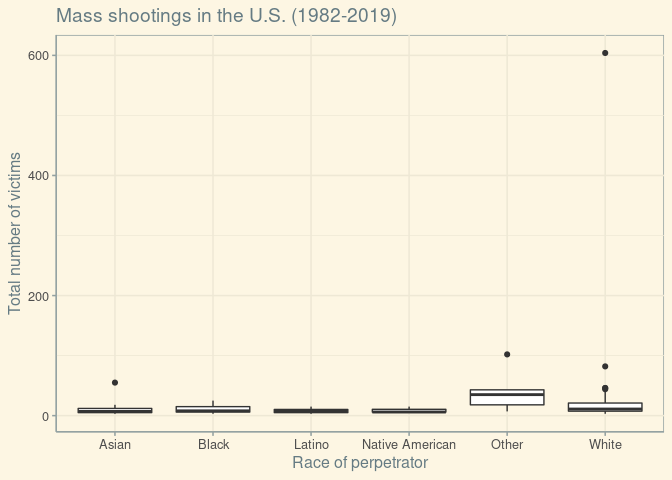 Mass shootings in the U.S. (1982-2019)
Total number of victims
600
400
200
0
Asian Black Latino Native American Other White
Race of perpetrator